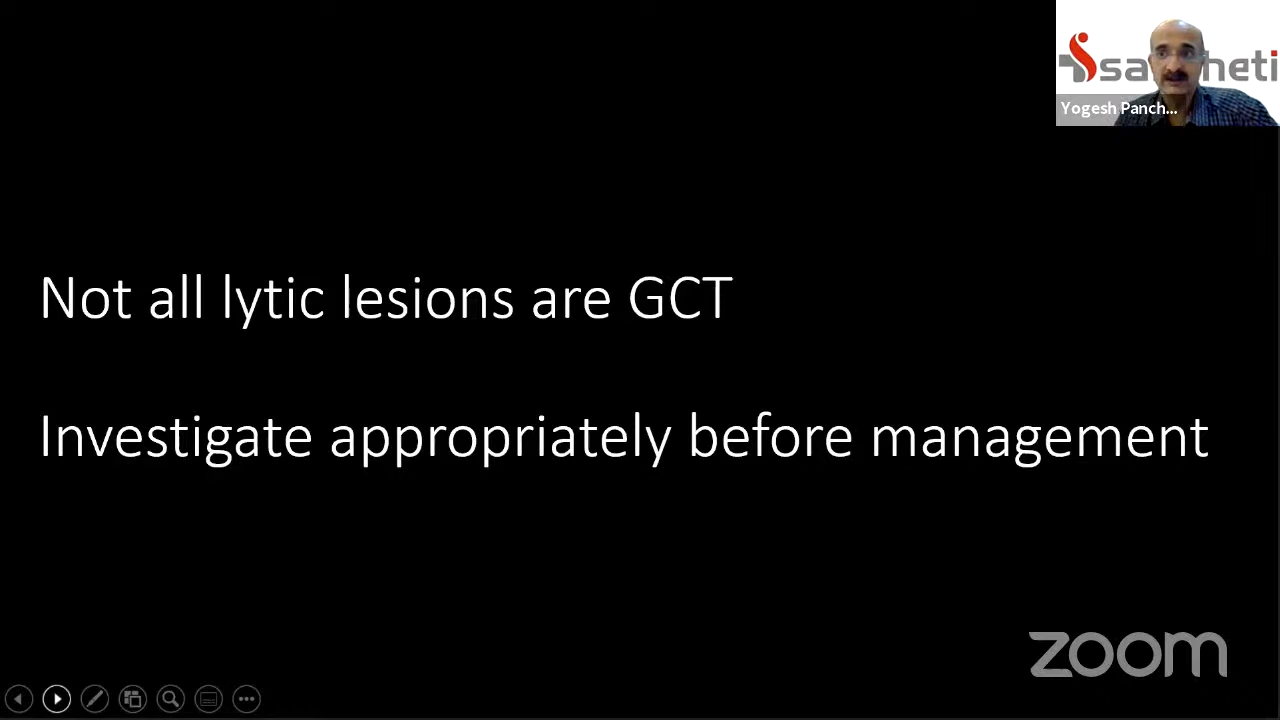 Yogesh Panch...
Not all lytic lesions are GCT
Investigate appropriately before management
zoom